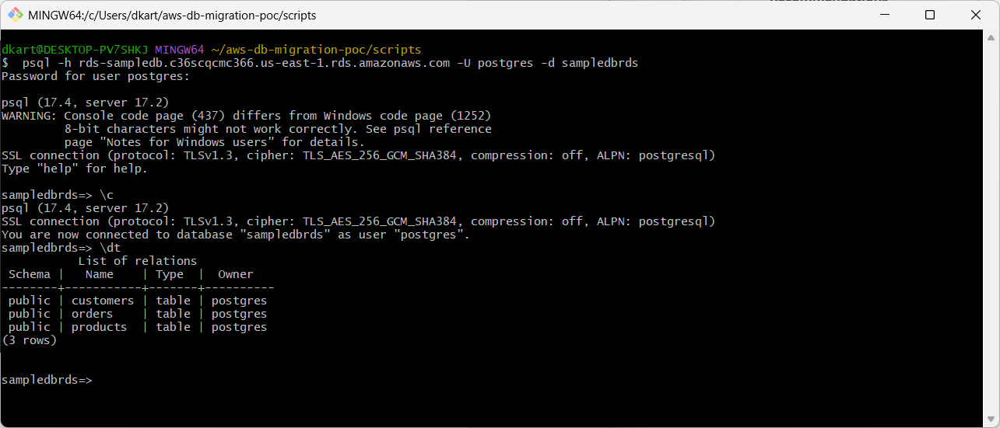 MINGW64:/c/Users/dkart/aws-db-migration-poc/scripts
dkart@DESKTOP-PV7SHKJ MINGW64 ~/aws-db-migration-poc/scripts
$  psql -h rds-sampledb.c36scqcmc366.us-east-1.rds.amazonaws.com -U postgres -d sampledbrds
Password for user postgres:
psql (17.4, server 17.2)
WARNING: Console code page (437) differs from Windows code page (1252)
         8-bit characters might not work correctly. See psql reference
         page "Notes for Windows users" for details.
SSL connection (protocol: TLSv1.3, cipher: TLS_AES_256_GCM_SHA384, compression: off, ALPN: postgresql)
Type "help" for help.
sampledbrds=> \c
psql (17.4, server 17.2)
SSL connection (protocol: TLSv1.3, cipher: TLS_AES_256_GCM_SHA384, compression: off, ALPN: postgresql)
You are now connected to database "sampledbrds" as user "postgres".
sampledbrds=> \dt
           List of relations
 Schema |   Name    | Type  |  Owner
--------+-----------+-------+----------
 public | customers | table | postgres
 public | orders    | table | postgres
 public | products  | table | postgres
(3 rows)
sampledbrds=>